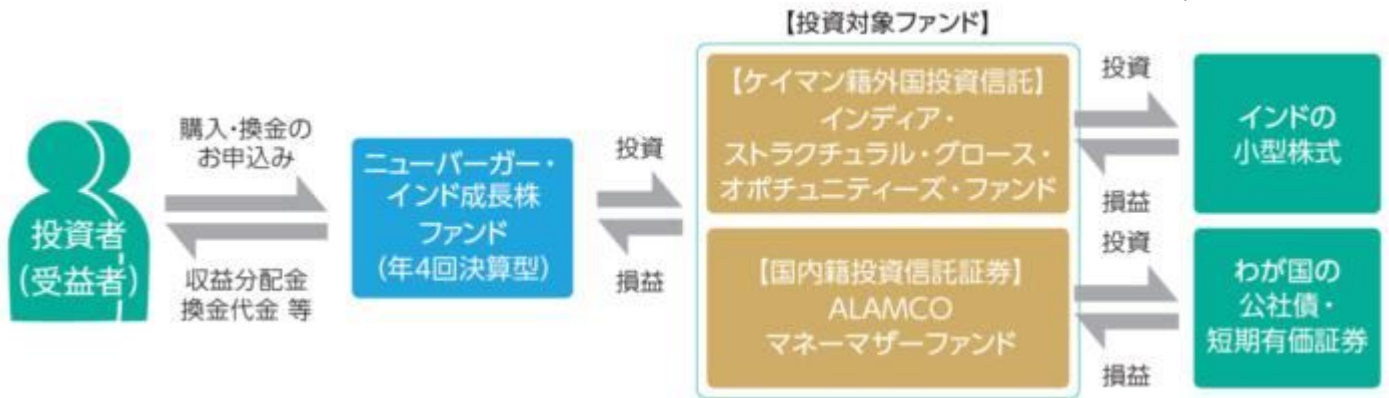 【投資対象ファンド】
購入・換金の
お申込み
投資者
(受益者)
収益分配金
換金代金 等
ニューバーガー・
インド成長株
ファンド
(年4回決算型)
投資
損益
【ケイマン籍外国投資信託】
インディア・
ストラクチュラル・グロース・
オポチュニティーズ・ファンド
投資
損益
インドの
小型株式
【国内籍投資信託証券】
ALAMCO
マネーマザーファンド
投資
損益
わが国の
公社債・
短期有価証券